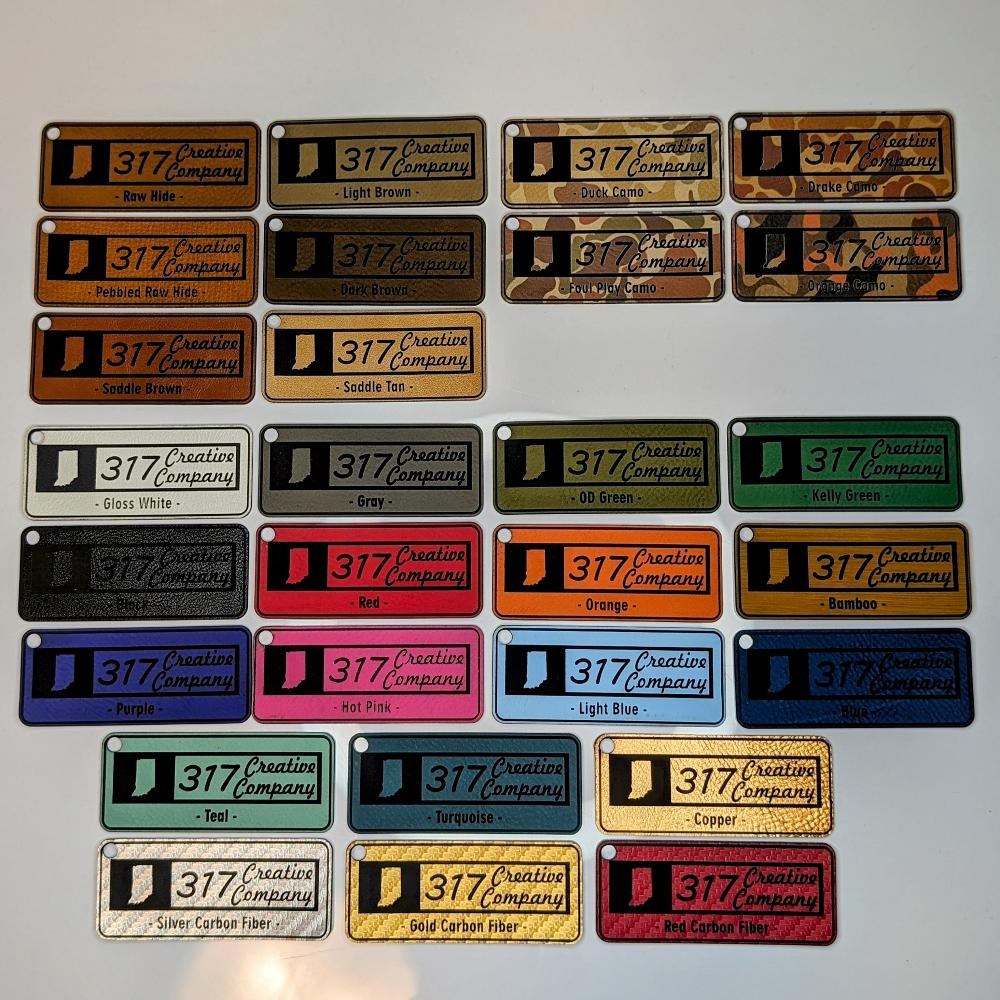 317 Creative
Company
- Raw Hide -
317 Creative
Company
- Light Brown -
317 Creative
Company
- Duck Camo -
317 Creative
Company
- Drake Camo -
317 Creative
Company
- Pebbled Raw Hide -
317 Creative
Company
- Dark Brown -
317 Creative
Company
- Foul Play Camo -
317 Creative
Company
- Orange Camo -
317 Creative
Company
- Saddle Brown -
317 Creative
Company
- Saddle Tan -
317 Creative
Company
- Gloss White -
317 Creative
Company
- Gray -
317 Creative
Company
- OD Green -
317 Creative
Company
- Kelly Green -
317 Creative
Company
- Black -
317 Creative
Company
- Red -
317 Creative
Company
- Orange -
317 Creative
Company
- Bamboo -
317 Creative
Company
- Purple -
317 Creative
Company
- Hot Pink -
317 Creative
Company
- Light Blue -
317 Creative
Company
- Blue -
317 Creative
Company
- Teal -
317 Creative
Company
- Turquoise -
317 Creative
Company
- Copper -
317 Creative
Company
- Silver Carbon Fiber -
317 Creative
Company
- Gold Carbon Fiber -
317 Creative
Company
- Red Carbon Fiber -